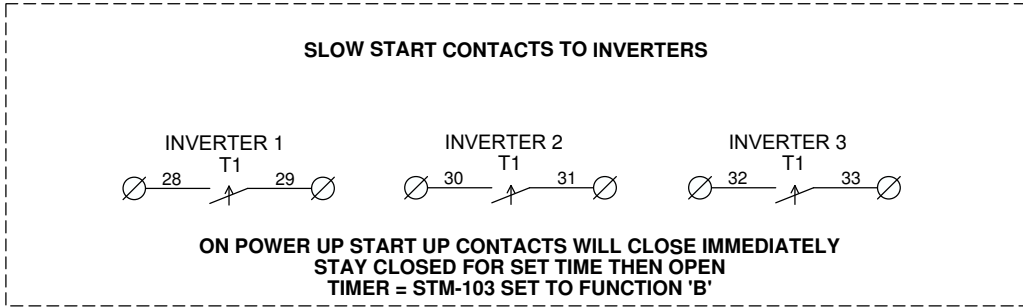 SLOW START CONTACTS TO INVERTERS
INVERTER 1
T1
28
29
INVERTER 2
T1
30
31
INVERTER 3
T1
32
33
ON POWER UP START UP CONTACTS WILL CLOSE IMMEDIATELY
STAY CLOSED FOR SET TIME THEN OPEN
TIMER = STM-103 SET TO FUNCTION 'B'